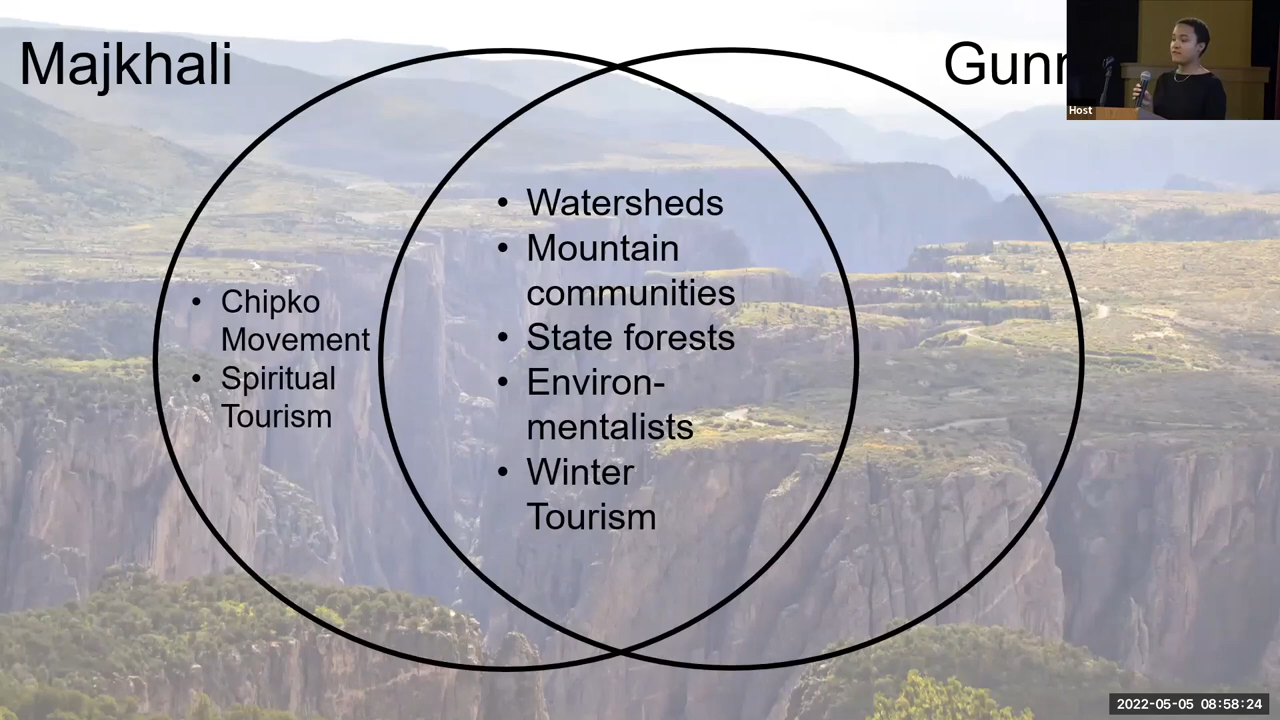 Majkhali
Host
• Watersheds
• Mountain
communities
• State forests
• Environ-
mentalists
• Winter
Tourism
• Chipko
Movement
• Spiritual
Tourism
2022-05-05 08:58:24